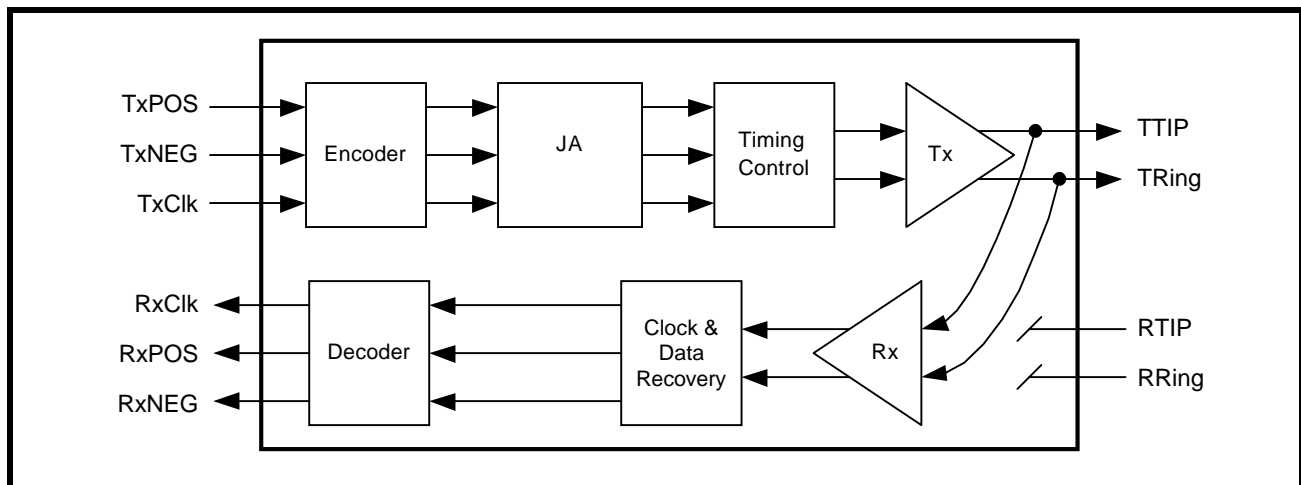 TxPOS
TxNEG
TxClk
Encoder
JA
Timing
Control
Tx
TTIP
TRing
RxClk
RxPOS
RxNEG
Decoder
Clock &
Data
Recovery
Rx
RTIP
RRing